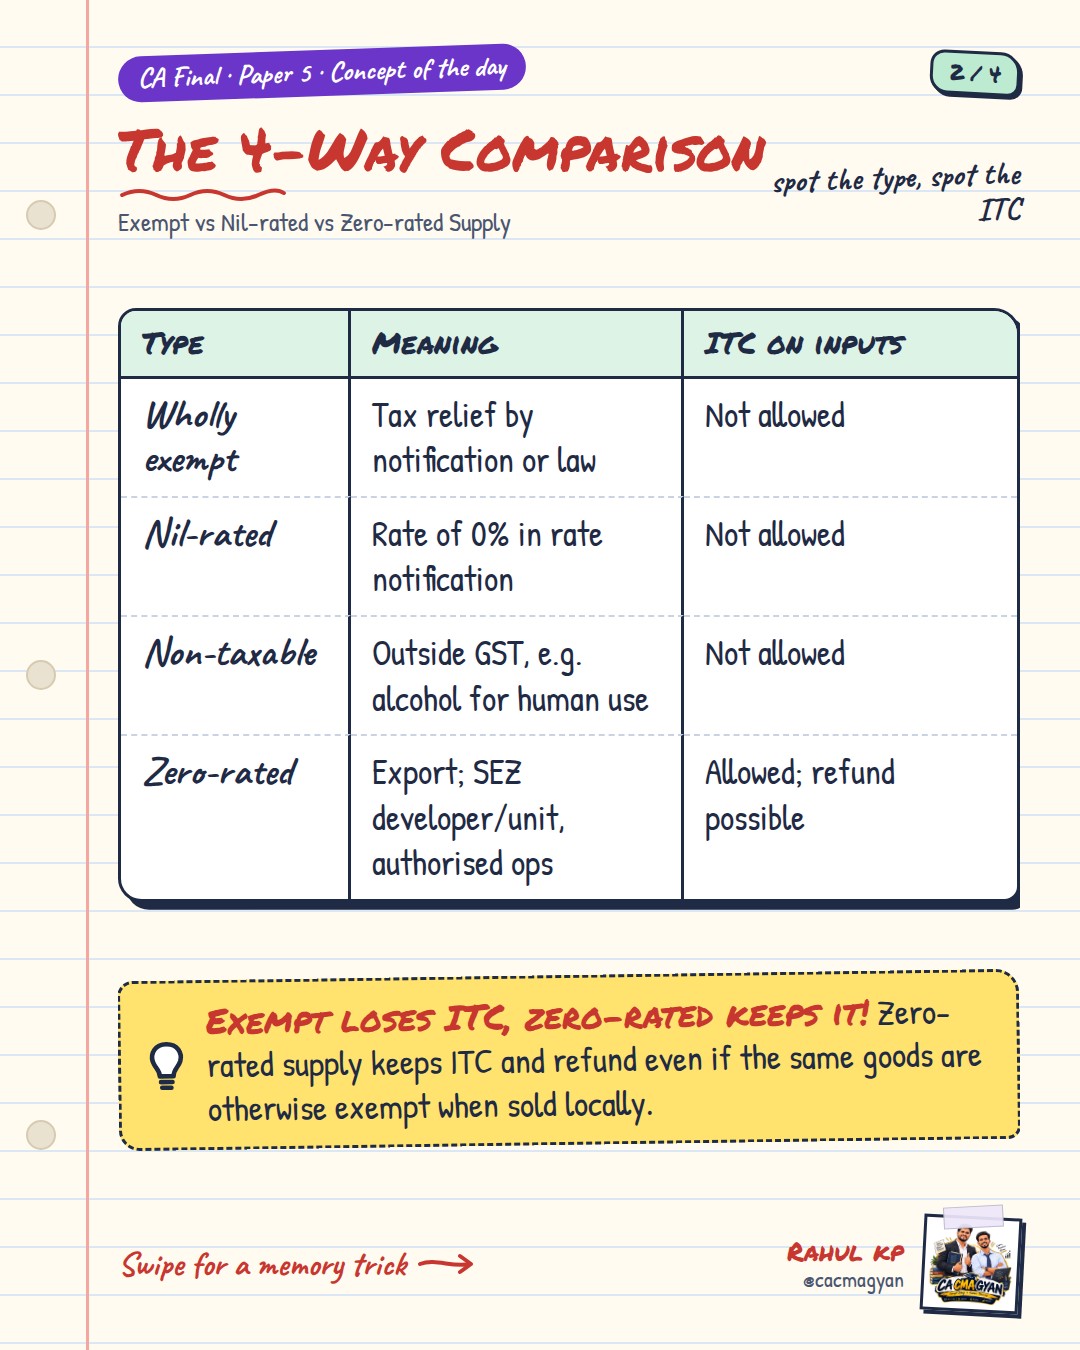 CA Final · Paper 5 · Concept of the day
2/4
The 4-Way Comparison
spot the type, spot the
ITC
Exempt vs Nil-rated vs Zero-rated Supply
Type Meaning ITC on inputs
Wholly
exempt
Tax relief by
notification or law
Not allowed
Nil-rated
Rate of 0% in rate
notification
Not allowed
Non-taxable
Outside GST, e.g.
alcohol for human use
Not allowed
Zero-rated
Export; SEZ
developer/unit,
authorised ops
Allowed; refund
possible
Exempt loses ITC, zero-rated keeps it! Zero-
rated supply keeps ITC and refund even if the same goods are
otherwise exempt when sold locally.
Swipe for a memory trick
Rahul KP
@cacmagyan
CA CMA GYAN